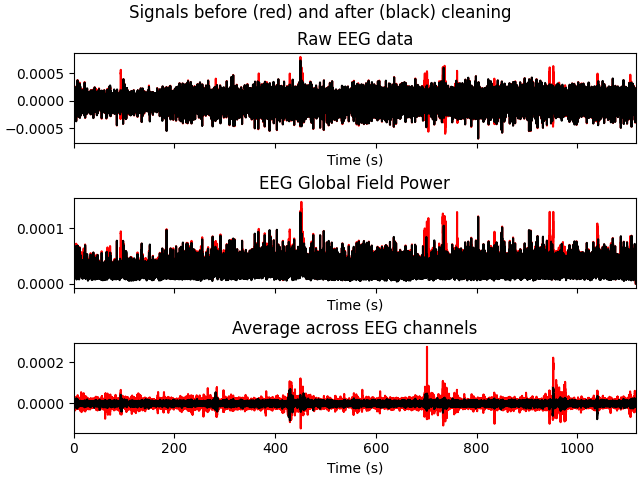 Signals before (red) and after (black) cleaning
Raw EEG data
0.0005
0.0000
−0.0005
Time (s)
EEG Global Field Power
0.0001
0.0000
Time (s)
Average across EEG channels
0.0002
0.0000
0 200 400 600 800 1000
Time (s)